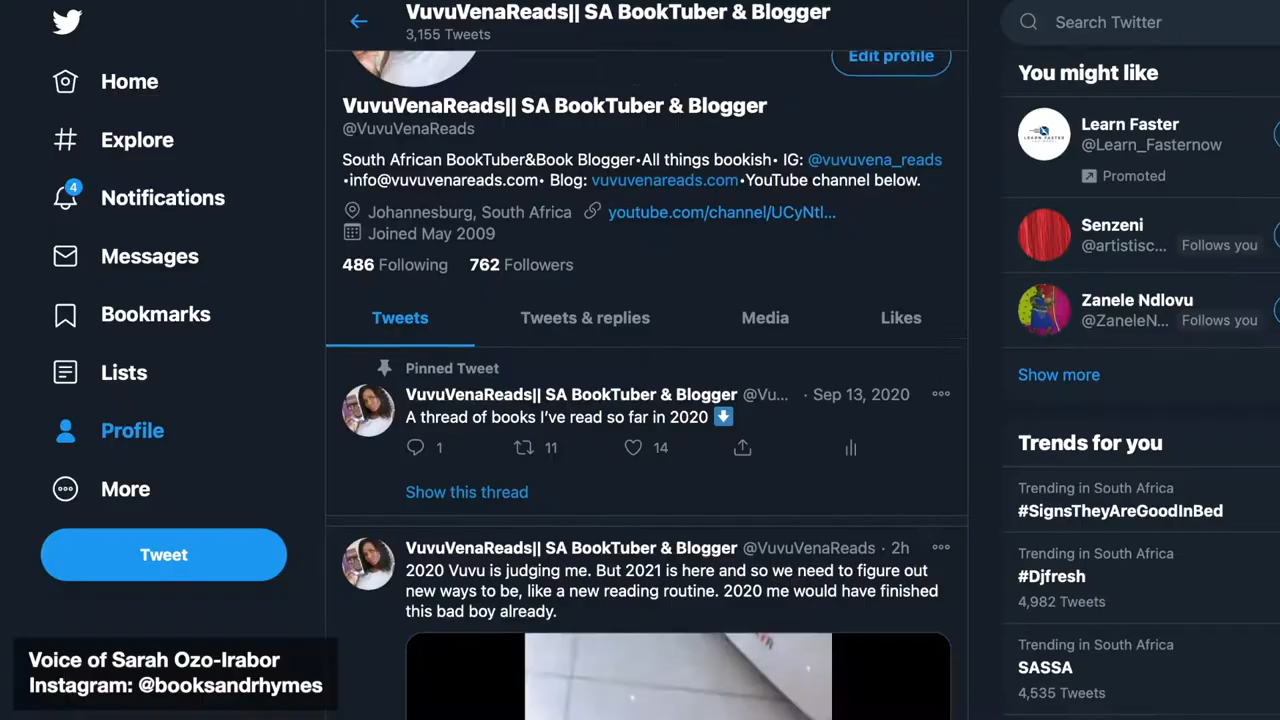 VuvuVenaReads|| SA BookTuber & Blogger
3,155 Tweets
Search Twitter
Home
Explore
4
Notifications
Messages
Bookmarks
Lists
Profile
More
Tweet
Edit profile
VuvuVenaReads|| SA BookTuber & Blogger
@VuvuVenaReads
South African BookTuber&Book Blogger•All things bookish• IG: @vuvuvena_reads
•info@vuvuvenareads.com• Blog: vuvuvenareads.com•YouTube channel below.
Johannesburg, South Africa youtube.com/channel/UCyNtl...
Joined May 2009
486 Following 762 Followers
Tweets Tweets & replies Media Likes
Pinned Tweet
VuvuVenaReads|| SA BookTuber & Blogger @Vu... · Sep 13, 2020
A thread of books I've read so far in 2020 ⬇️
1 11 14
Show this thread
VuvuVenaReads|| SA BookTuber & Blogger @VuvuVenaReads · 2h
2020 Vuvu is judging me. But 2021 is here and so we need to figure out
new ways to be, like a new reading routine. 2020 me would have finished
this bad boy already.
You might like
LEARN FASTER
Learn Faster
@Learn_Fasternow
Promoted
Senzeni
@artistisc... Follows you
Zanele Ndlovu
@ZaneleN... Follows you
Show more
Trends for you
Trending in South Africa
#SignsTheyAreGoodInBed
Trending in South Africa
#Djfresh
4,982 Tweets
Trending in South Africa
SASSA
4,535 Tweets
Voice of Sarah Ozo-Irabor
Instagram: @booksandrhymes